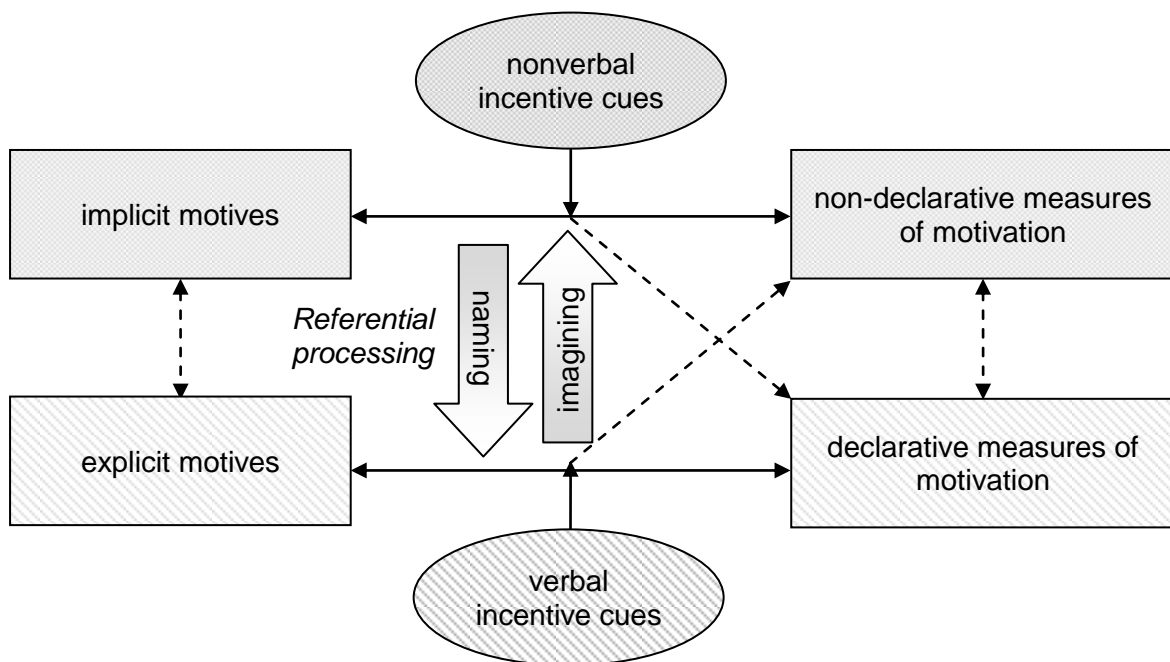 nonverbal
incentive cues
implicit motives
non-declarative measures
of motivation
Referential
processing
naming
imagining
explicit motives
declarative measures of
motivation
verbal
incentive cues